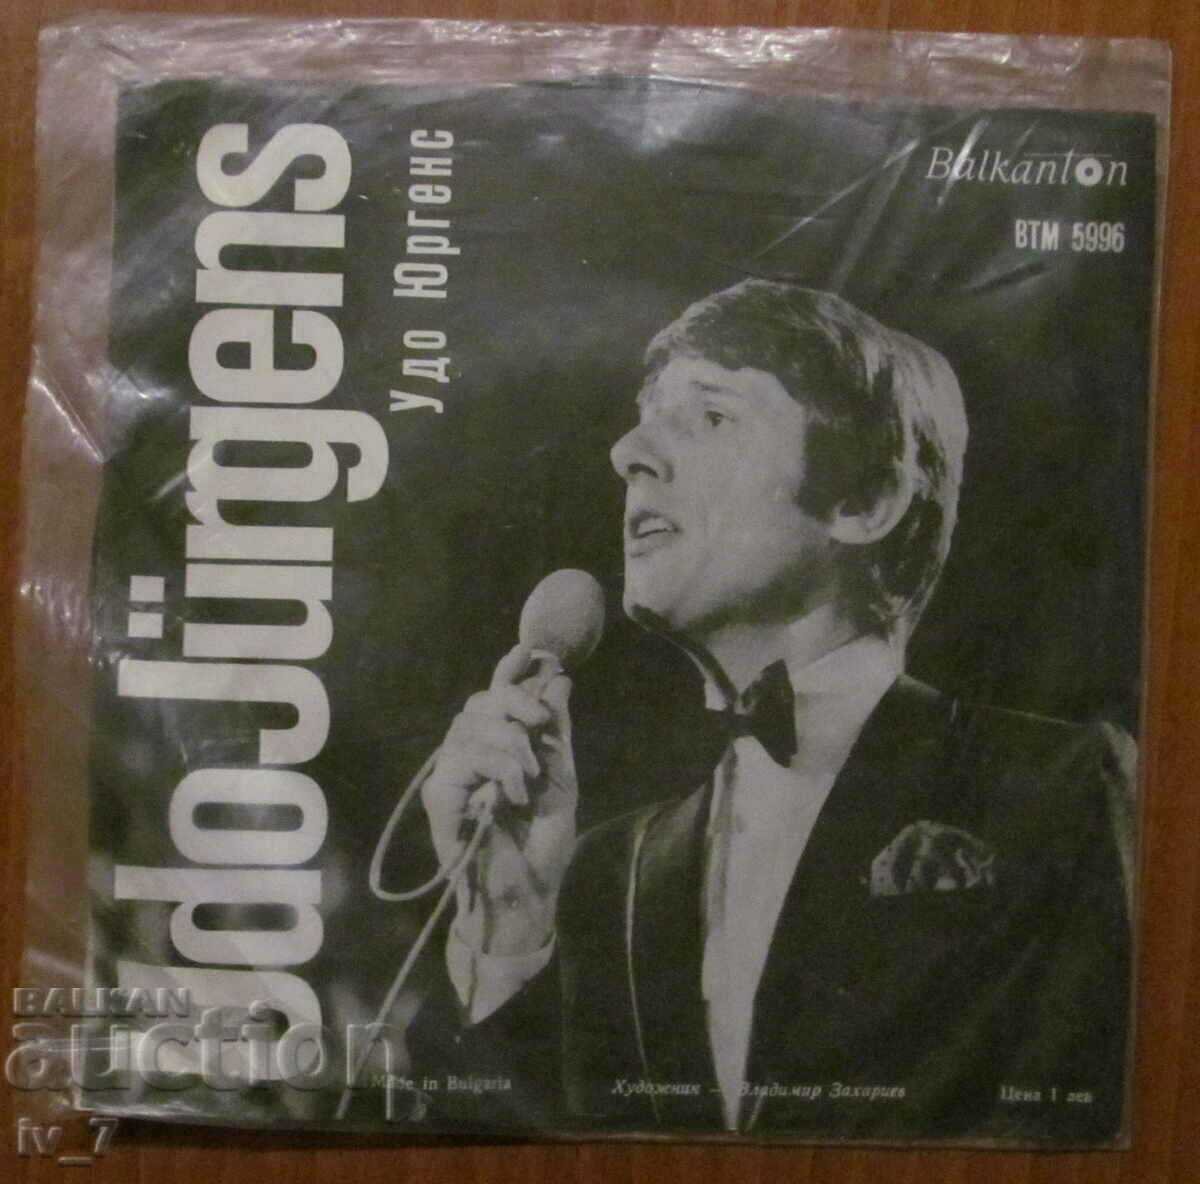 Udo Jürgens
Удо Юргенс
Balkanton
ВТМ 5996
Made in Bulgaria
Художник — Владимир Захариев
Цена 1 лев
BALKAN
auction
iv_7